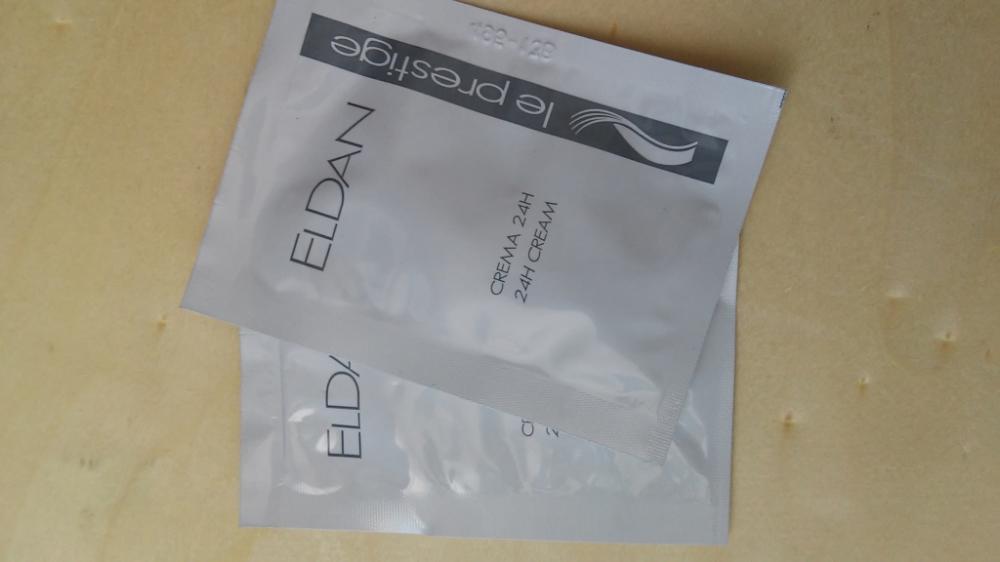 ELDAN
CREMA 24H
24H CREAM
le prestige
ELDA